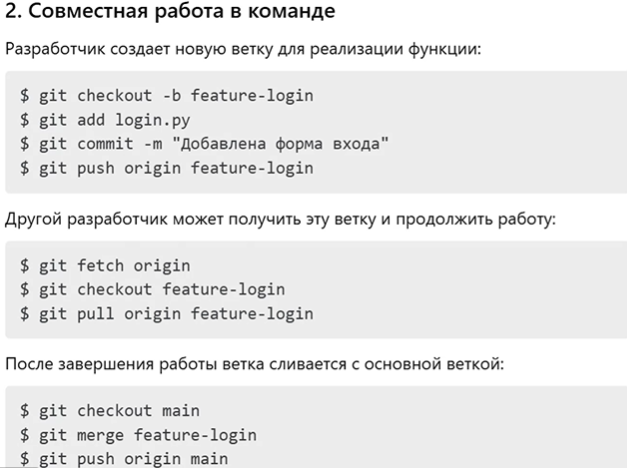 2. Совместная работа в команде
Разработчик создает новую ветку для реализации функции:
$ git checkout -b feature-login
$ git add login.py
$ git commit -m "Добавлена форма входа"
$ git push origin feature-login
Другой разработчик может получить эту ветку и продолжить работу:
$ git fetch origin
$ git checkout feature-login
$ git pull origin feature-login
После завершения работы ветка сливается с основной веткой:
$ git checkout main
$ git merge feature-login
$ git push origin main